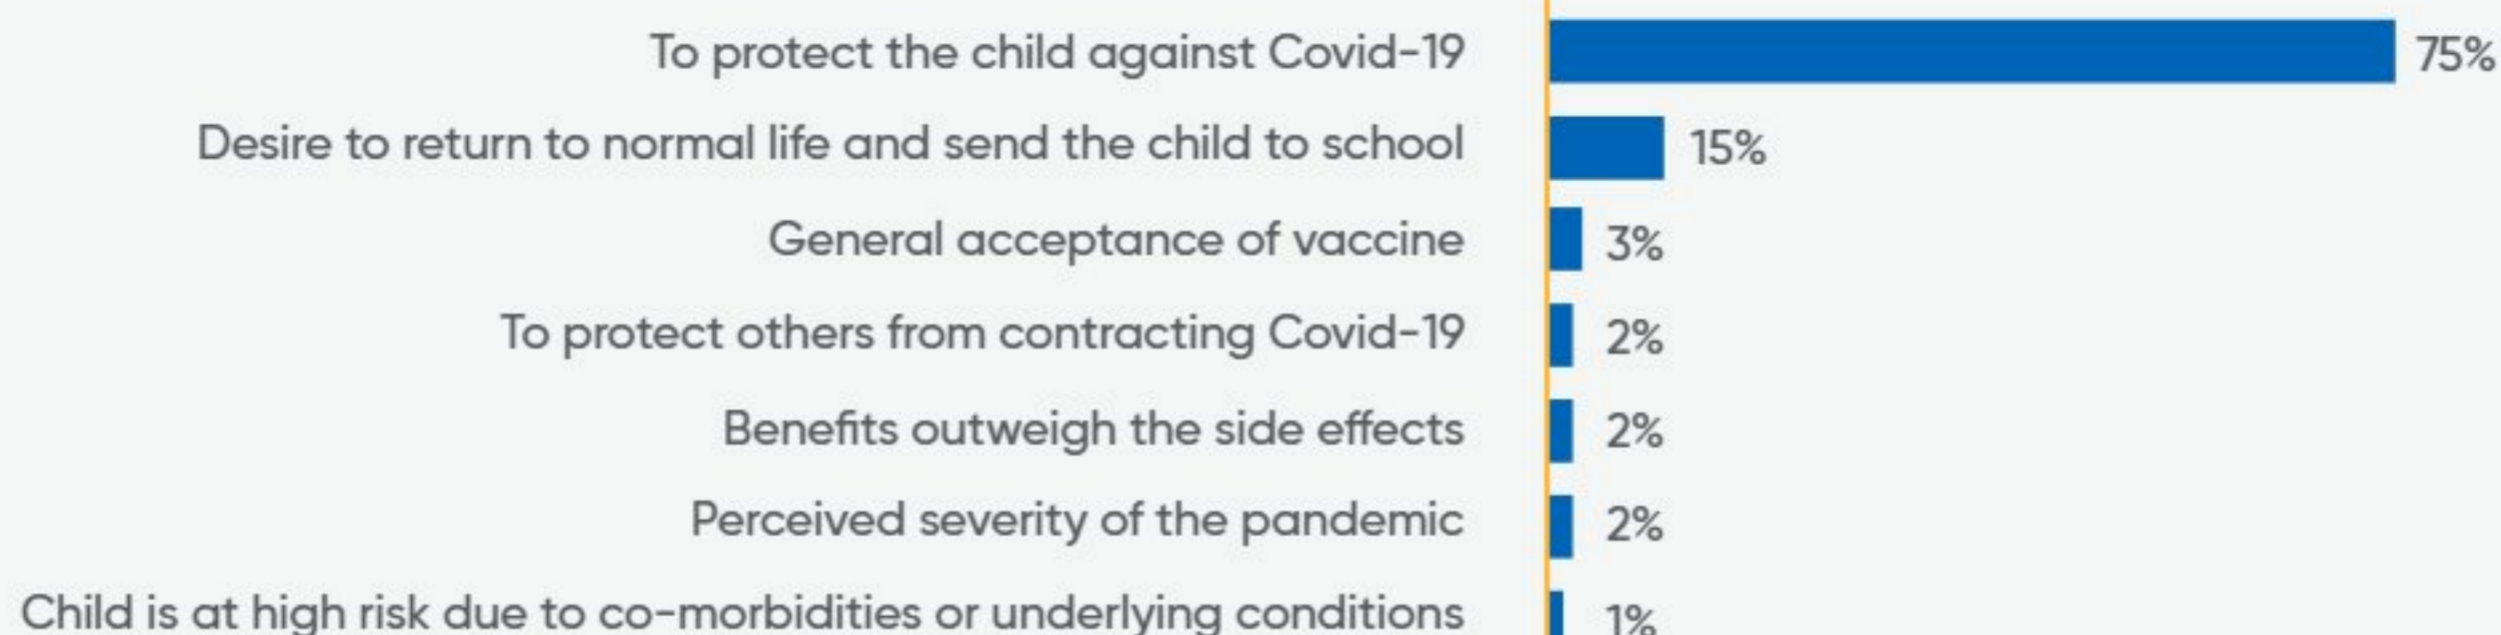 To protect the child against Covid-19 75%
Desire to return to normal life and send the child to school 15%
General acceptance of vaccine 3%
To protect others from contracting Covid-19 2%
Benefits outweigh the side effects 2%
Perceived severity of the pandemic 2%
Child is at high risk due to co-morbidities or underlying conditions 1%